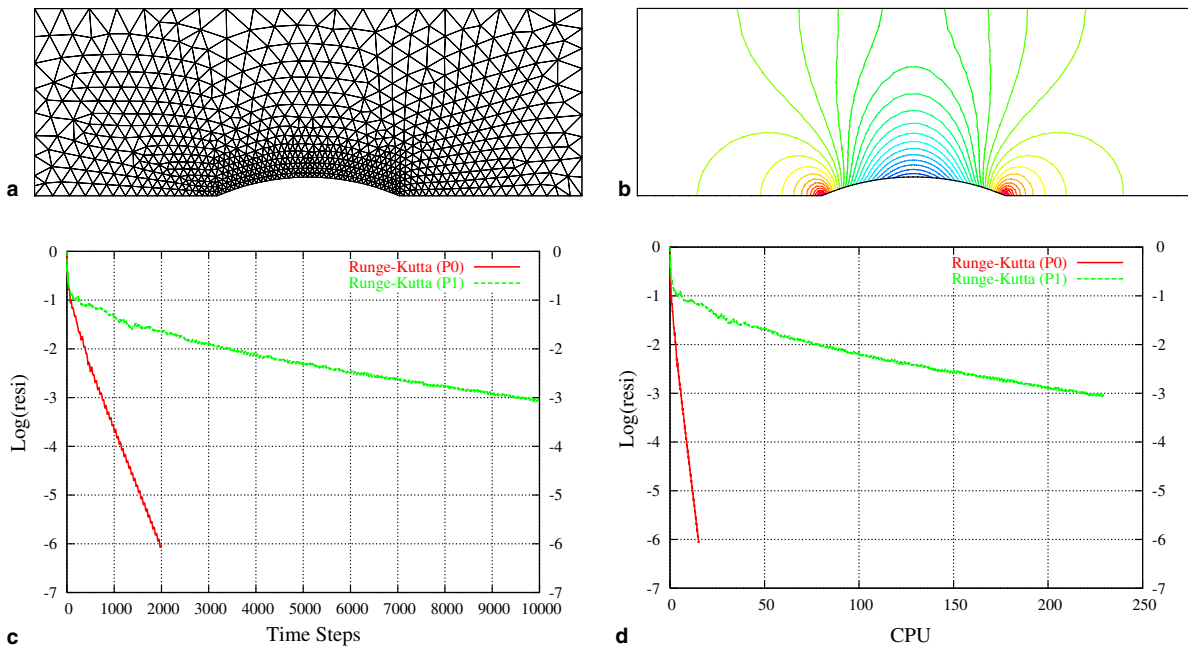 a
b
0
-1
-2
-3
-4
-5
-6
-7
Log(resi)
Runge-Kutta (P0)
Runge-Kutta (P1)
0
-1
-2
-3
-4
-5
-6
-7
0 1000 2000 3000 4000 5000 6000 7000 8000 9000 10000
Time Steps
c
0
-1
-2
-3
-4
-5
-6
-7
Log(resi)
Runge-Kutta (P0)
Runge-Kutta (P1)
0
-1
-2
-3
-4
-5
-6
-7
0 50 100 150 200 250
CPU
d